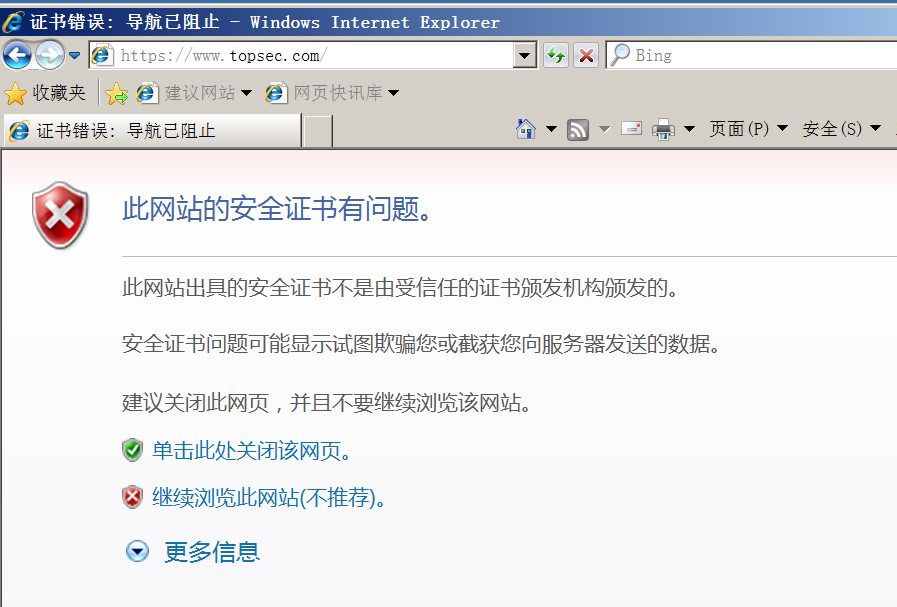 证书错误: 导航已阻止 - Windows Internet Explorer
https://www.topsec.com/
Bing
收藏夹 建议网站 网页快讯库
证书错误: 导航已阻止
页面(P) 安全(S)
此网站的安全证书有问题。
此网站出具的安全证书不是由受信任的证书颁发机构颁发的。
安全证书问题可能显示试图欺骗您或截获您向服务器发送的数据。
建议关闭此网页，并且不要继续浏览该网站。
单击此处关闭该网页。
继续浏览此网站(不推荐)。
更多信息